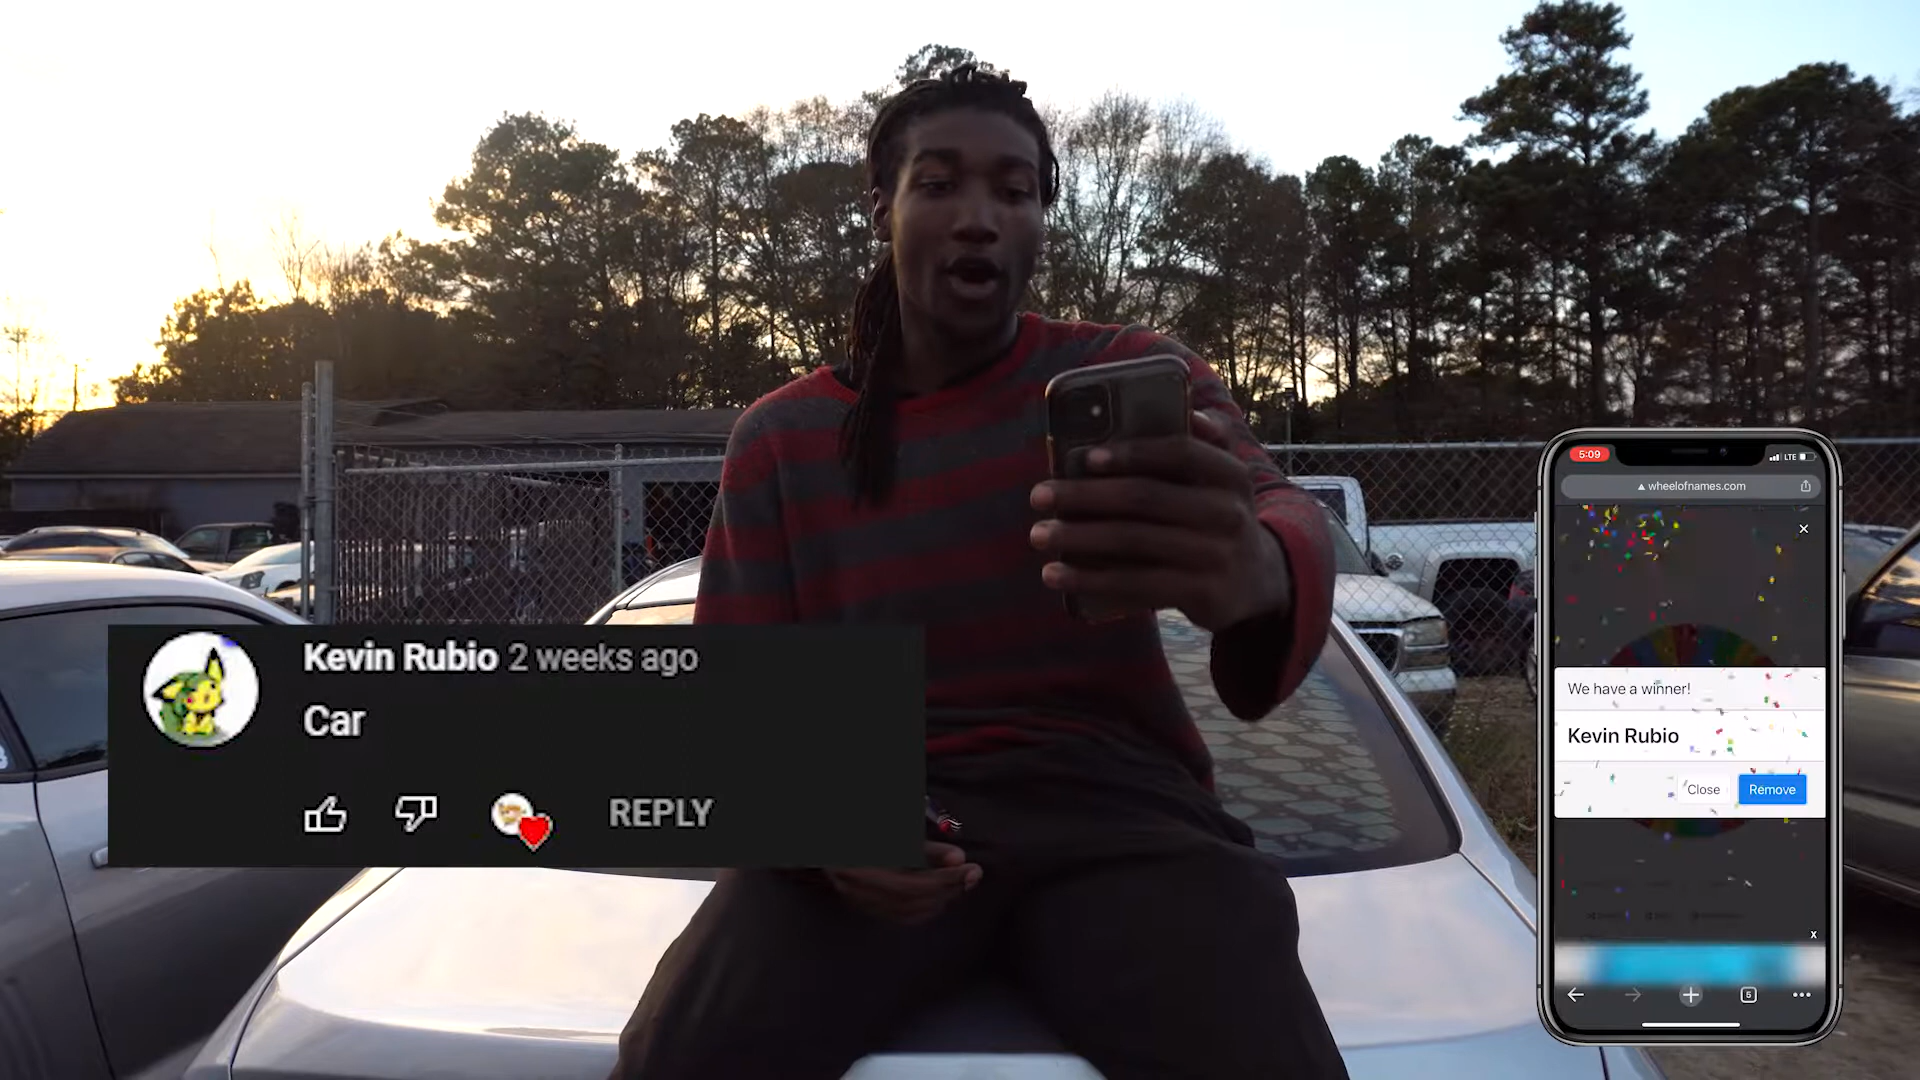 Kevin Rubio 2 weeks ago
Car
REPLY
5:09
LTE
wheelofnames.com
We have a winner!
Kevin Rubio
Close
Remove
x
5